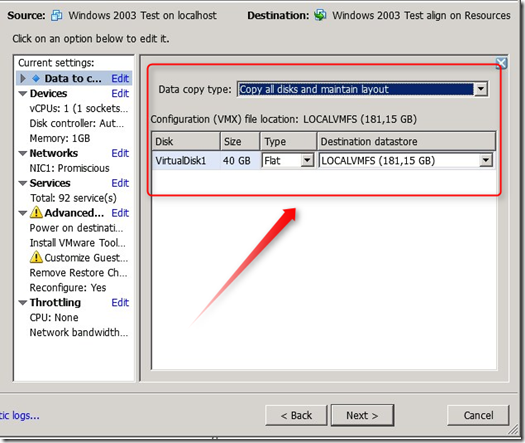 Source: Windows 2003 Test on localhost Destination: Windows 2003 Test align on Resources
Click on an option below to edit it.
Current settings:
Data to c... Edit
Devices Edit
vCPUs: 1 (1 sockets...
Disk controller: Aut...
Memory: 1GB
Networks Edit
NIC1: Promiscious
Services Edit
Total: 92 service(s)
Advanced... Edit
Power on destinati...
Install VMware Tool...
Customize Guest...
Remove Restore Ch...
Reconfigure: Yes
Throttling Edit
CPU: None
Network bandwidth...
Data copy type: Copy all disks and maintain layout
Configuration (VMX) file location: LOCALVMFS (181,15 GB)
Disk Size Type Destination datastore
VirtualDisk1 40 GB Flat LOCALVMFS (181,15 GB)
tic logs...
< Back Next > Cancel